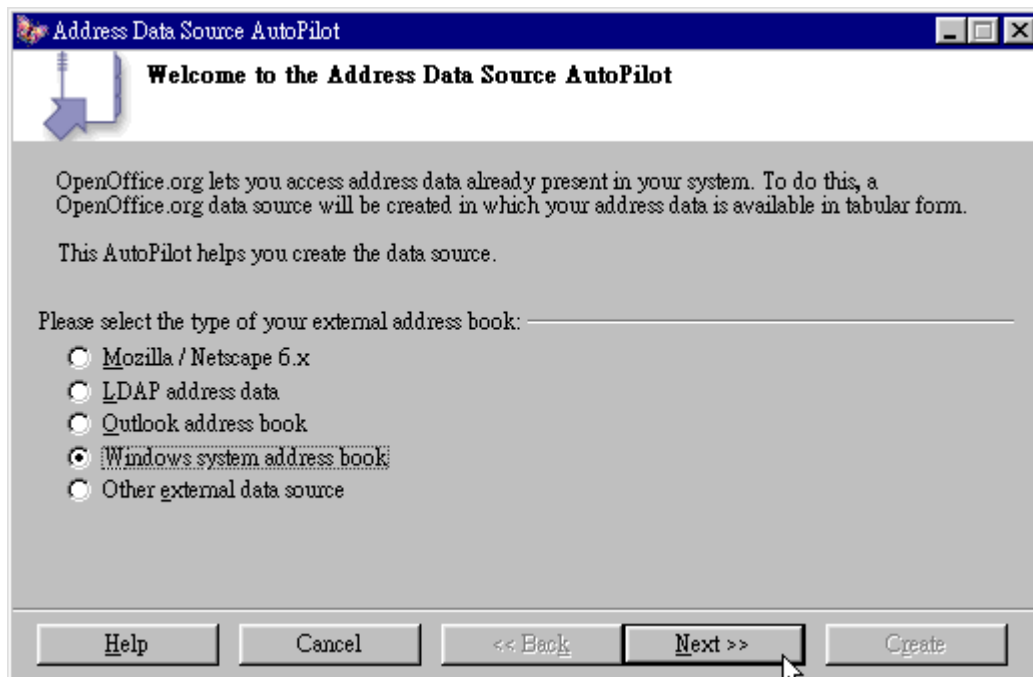 Address Data Source AutoPilot
Welcome to the Address Data Source AutoPilot
OpenOffice.org lets you access address data already present in your system. To do this, a
OpenOffice.org data source will be created in which your address data is available in tabular form.
This AutoPilot helps you create the data source.
Please select the type of your external address book:
Mozilla / Netscape 6.x
LDAP address data
Outlook address book
Windows system address book
Other external data source
Help Cancel << Back Next >> Create